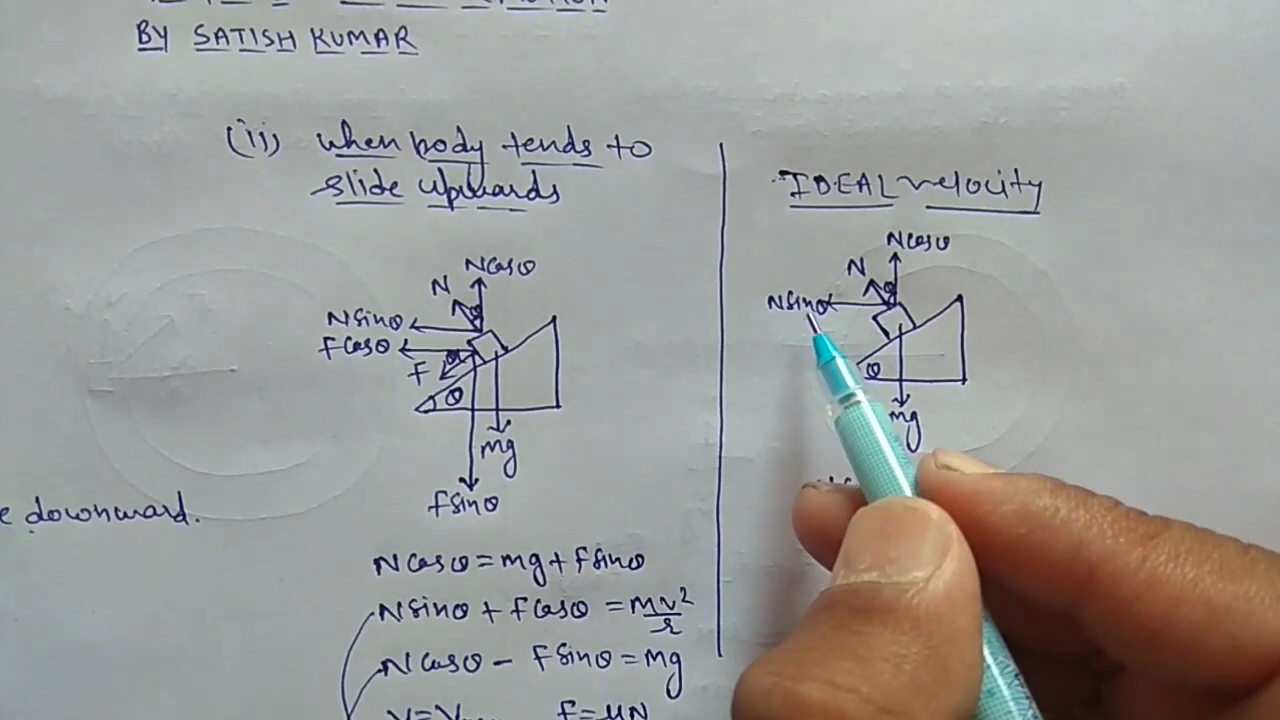 BY SATISH KUMAR
(ii) when body tends to
slide upwards
Ncosθ
N
Nsinθ
Fcosθ
F
θ
θ
θ
mg
fsinθ
downward.
Ncosθ = mg + Fsinθ
Nsinθ + fcosθ = mv²/r
Ncosθ - Fsinθ = mg
f = μN
IDEAL velocity
Ncosθ
N
θ
Nsinθ
θ
mg